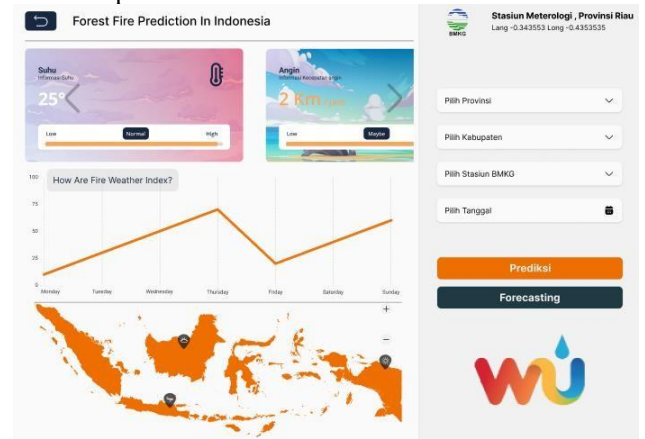 Forest Fire Prediction In Indonesia
Suhu
Informasi Suhu
25°
Low Normal High
Angin
Informasi Kecepatan angin
2 Km
Low Maybe
How Are Fire Weather Index?
100
75
50
25
0
Monday Tuesday Wednesday Thursday Friday Saturday Sunday
+
−
BMKG
Stasiun Meterologi , Provinsi Riau
Lang -0.343553 Long -0.4353535
Pilih Provinsi
Pilih Kabupaten
Pilih Stasiun BMKG
Pilih Tanggal
Prediksi
Forecasting
wu